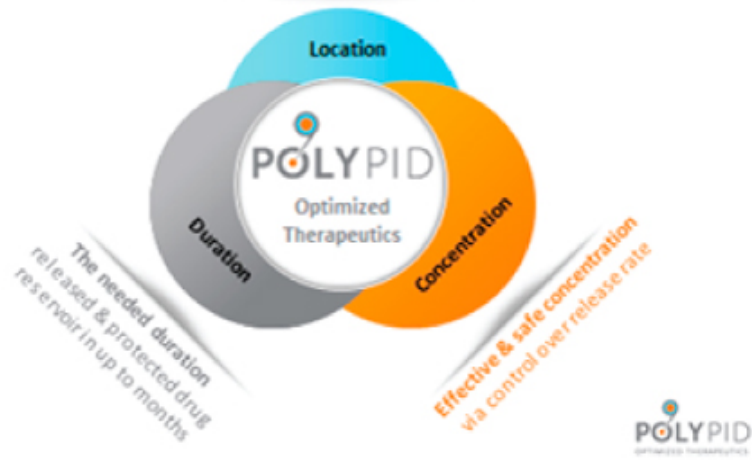 Location
POLYPID
Optimized
Therapeutics
Duration
Concentration
The needed duration
released & protected drug
reservoir in up to months
Effective & safe concentration
via control over release rate
POLYPID
OPTIMIZED THERAPEUTICS